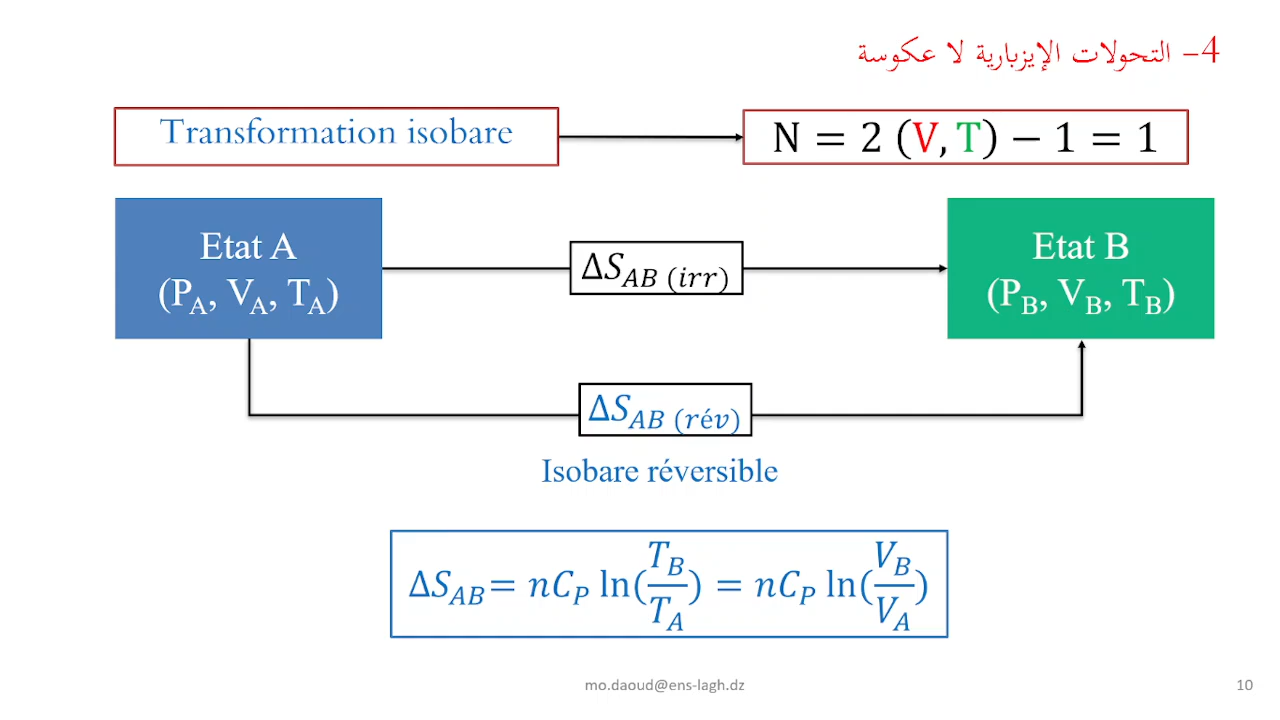 4- التحولات الإيزبارية لا عكوسة
Transformation isobare
N = 2 (V, T) − 1 = 1
Etat A
(P_A, V_A, T_A)
ΔS_AB (irr)
Etat B
(P_B, V_B, T_B)
ΔS_AB (rév)
Isobare réversible
ΔS_AB = nC_P ln(T_B/T_A) = nC_P ln(V_B/V_A)
mo.daoud@ens-lagh.dz
10